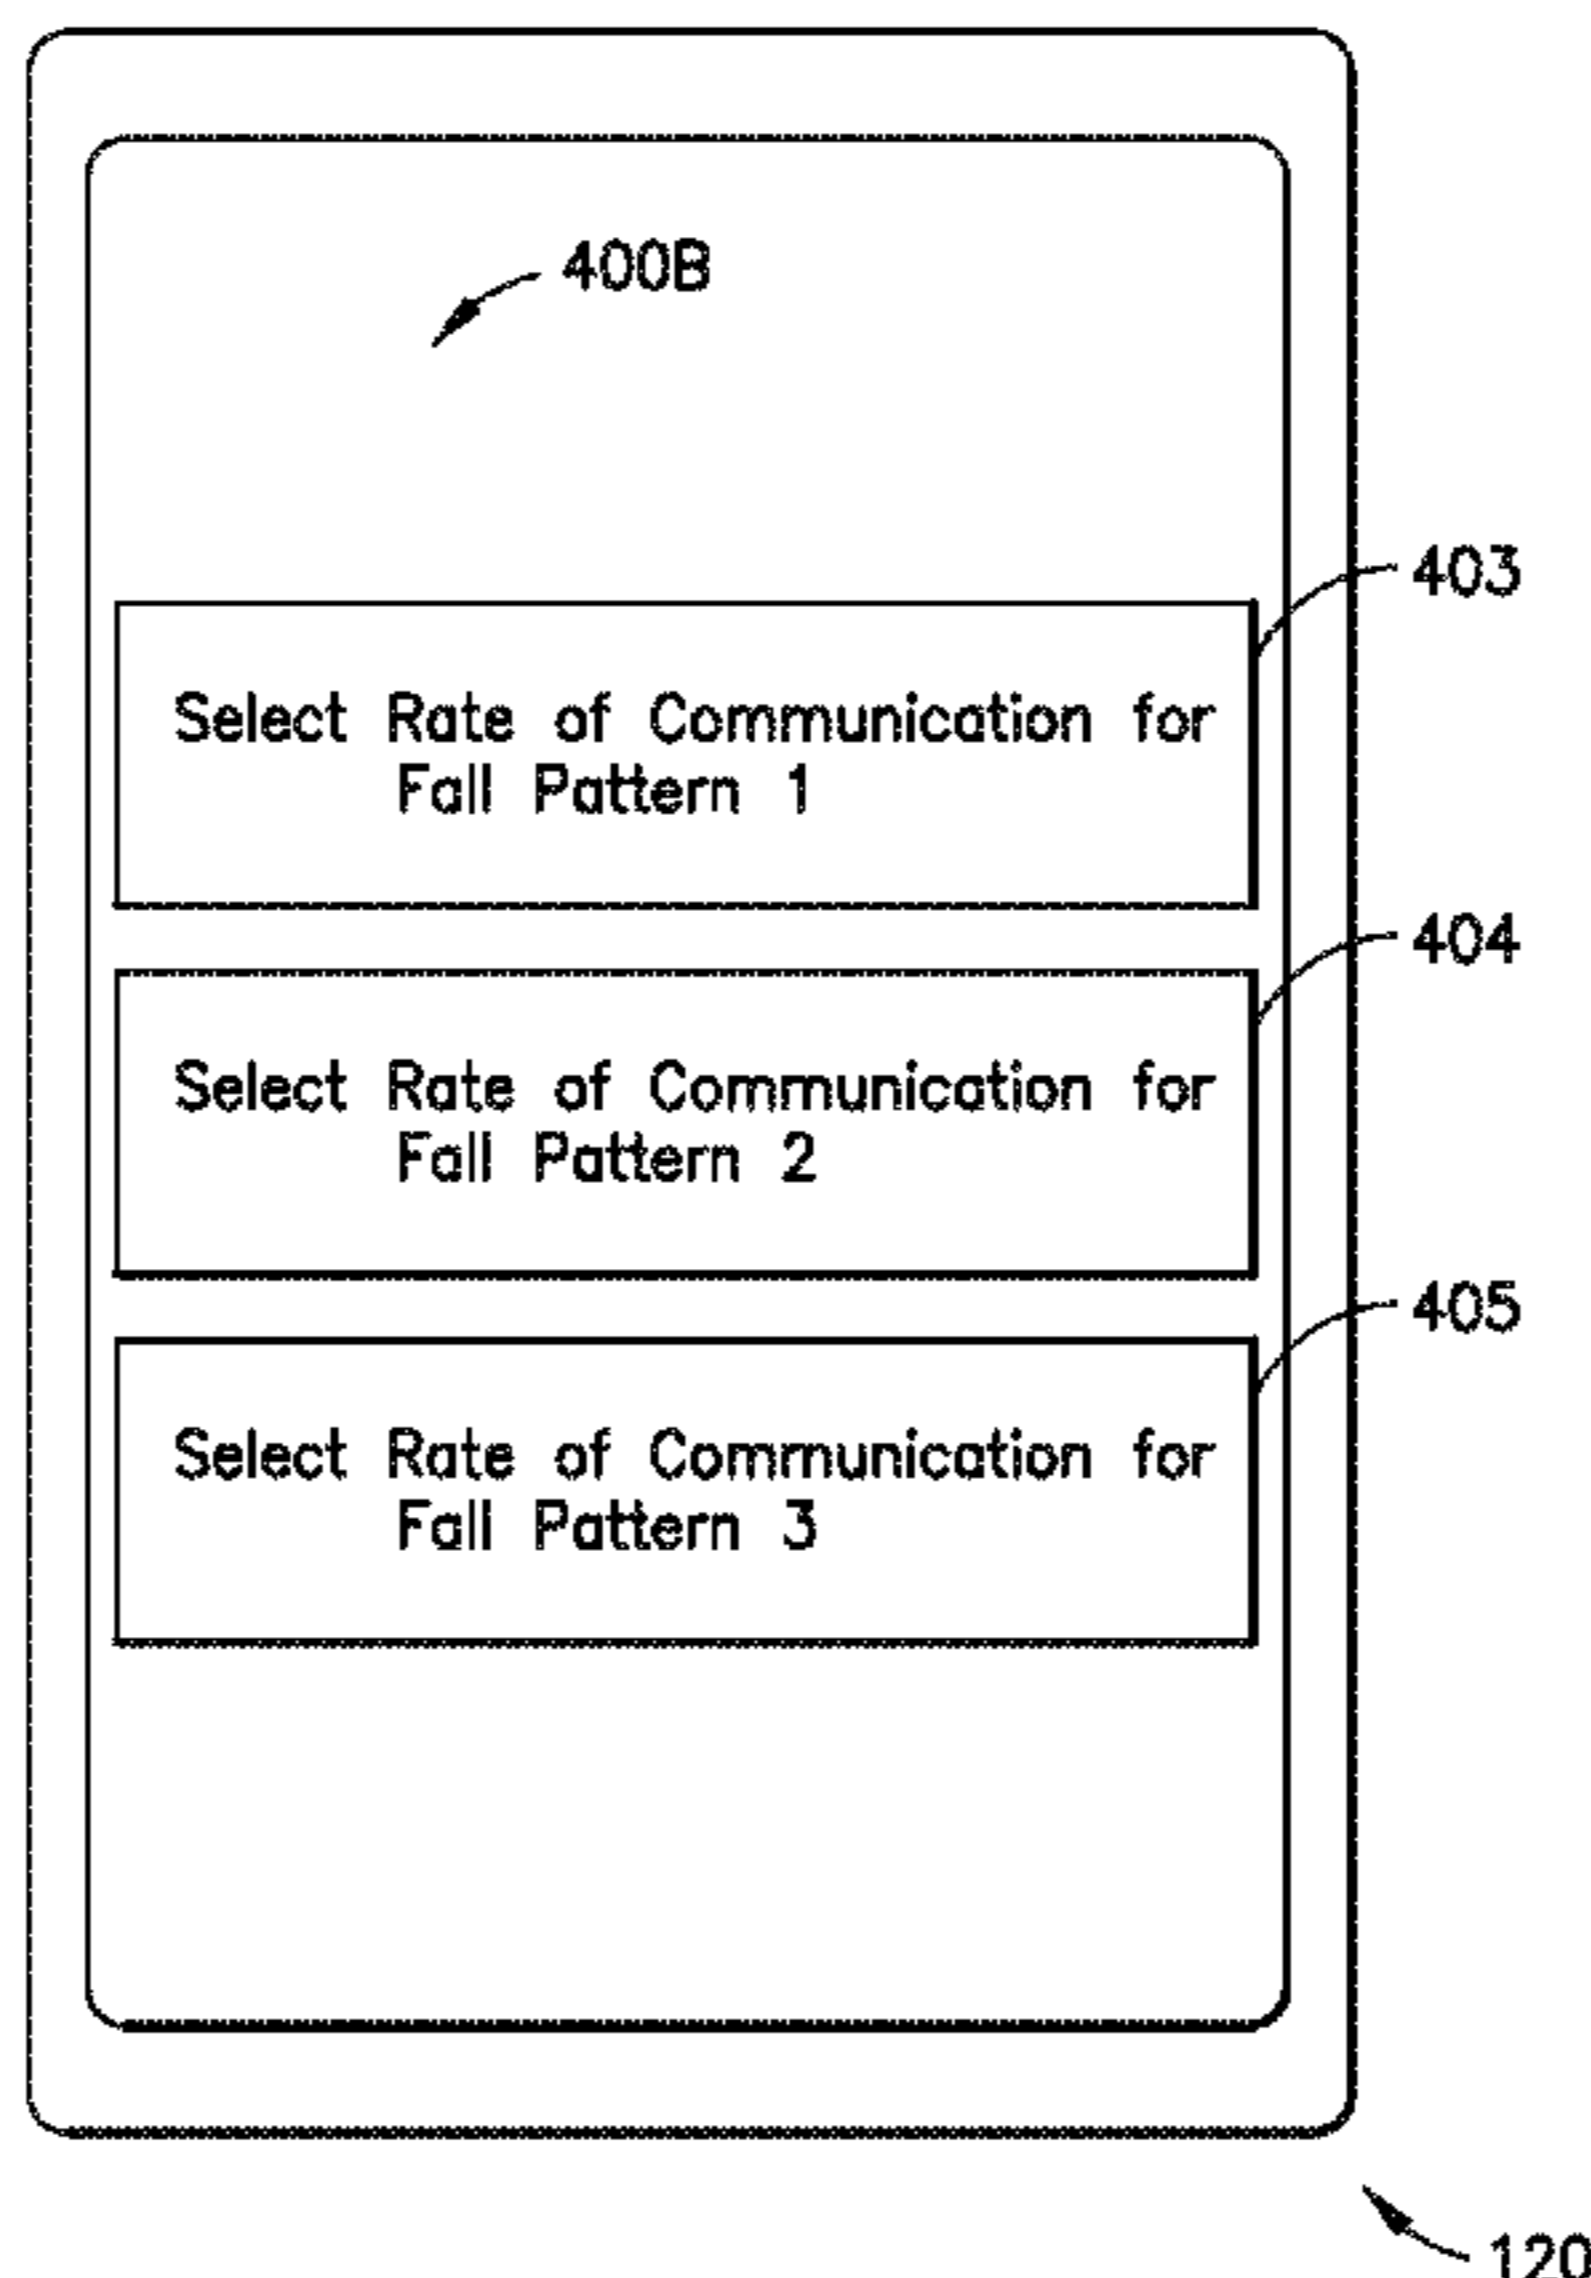 400B
403
Select Rate of Communication for
Fall Pattern 1
404
Select Rate of Communication for
Fall Pattern 2
405
Select Rate of Communication for
Fall Pattern 3
120